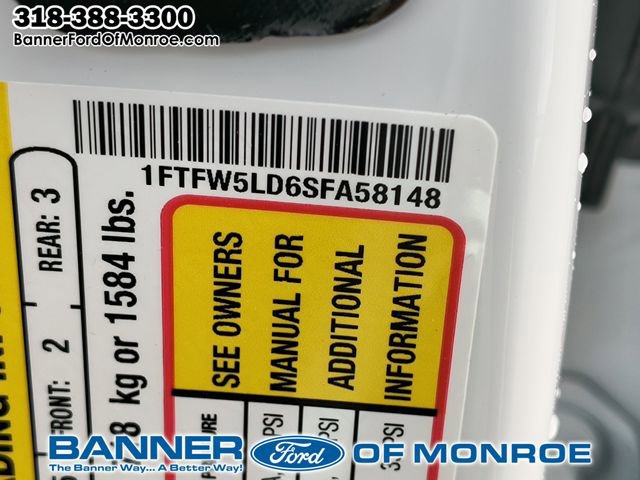 318-388-3300
BannerFordOfMonroe.com
1FTFW5LD6SFA58148
REAR: 3
FRONT: 2
8 kg or 1584 lbs.
SEE OWNERS
MANUAL FOR
ADDITIONAL
INFORMATION
PSI
PSI
BANNER Ford OF MONROE
The Banner Way... A Better Way!